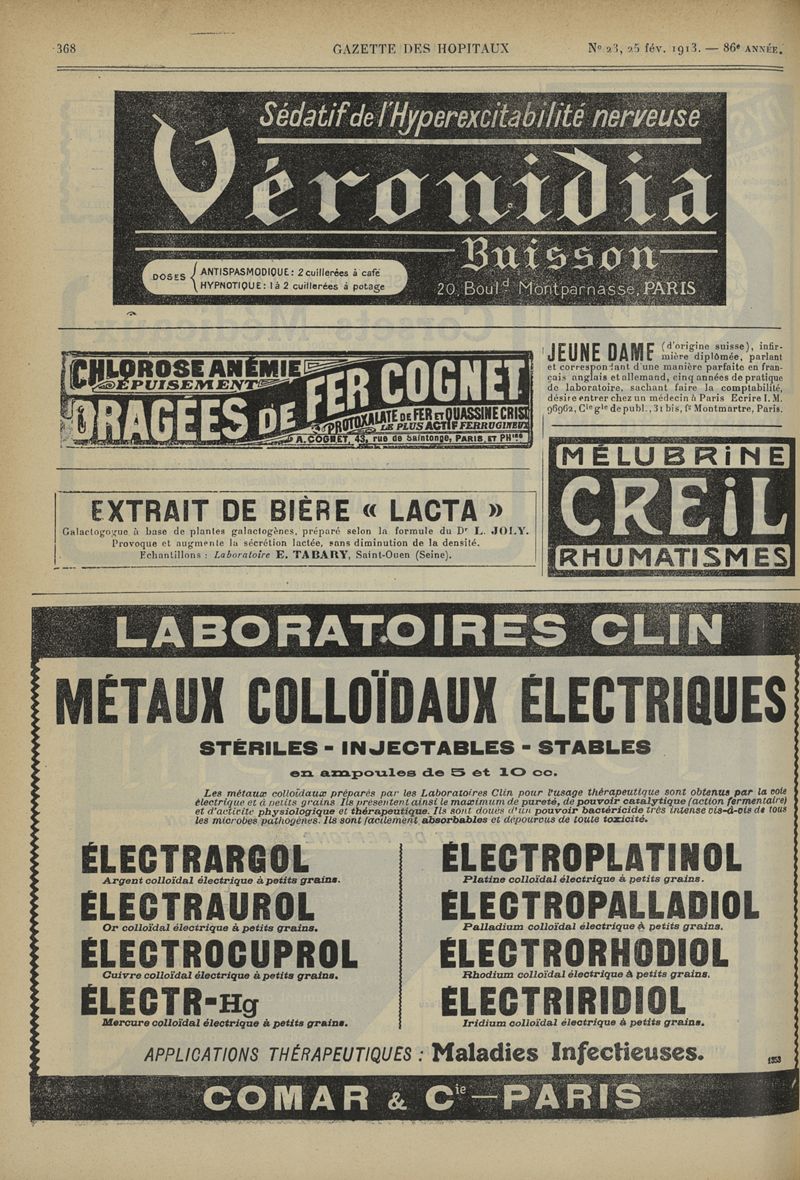 368
GAZETTE DES HOPITAUX
No 23, 25 fév. 1913. — 86e ANNÉE.
Sédatif de l'Hyperexcitabilité nerveuse
Véronidia
Buisson
DOSES { ANTISPASMODIQUE: 2 cuillerées à café
HYPNOTIQUE: 1 à 2 cuillerées à potage
20, Bould Montparnasse, PARIS
CHLOROSE ANÉMIE
ÉPUISEMENT
DRAGÉES DE FER COGNET
PROTOXALATE DE FER ET QUASSINE CRIST
LE PLUS ACTIF FERRUGINEUX
A. COGNET, 43, rue de Saintonge, PARIS, ET PHies
EXTRAIT DE BIÈRE « LACTA »
Galactogogue à base de plantes galactogènes, préparé selon la formule du Dr L. JOLY.
Provoque et augmente la sécrétion lactée, sans diminution de la densité.
Echantillons : Laboratoire E. TABARY, Saint-Ouen (Seine).
JEUNE DAME (d'origine suisse), infir-
mière diplômée, parlant
et correspondant d'une manière parfaite en fran-
çais anglais et allemand, cinq années de pratique
de laboratoire, sachant faire la comptabilité,
désire entrer chez un médecin à Paris Ecrire I. M.
96962, Cie gle de publ., 31 bis, fg Montmartre, Paris.
MÉLUBRINE
CREIL
RHUMATISMES
LABORATOIRES CLIN
MÉTAUX COLLOÏDAUX ÉLECTRIQUES
STÉRILES - INJECTABLES - STABLES
en ampoules de 5 et 10 cc.
Les métaux colloïdaux préparés par les Laboratoires Clin pour l'usage thérapeutique sont obtenus par la voie
électrique et à petits grains Ils présentent ainsi le maximum de pureté, de pouvoir catalytique (action fermentaire)
et d'activité physiologique et thérapeutique. Ils sont doués d'un pouvoir bactéricide très intense vis-à-vis de tous
les microbes pathogènes. Ils sont facilement absorbables et dépourvus de toute toxicité.
ÉLECTRARGOL
Argent colloïdal électrique à petits grains.
ÉLECTRAUROL
Or colloïdal électrique à petits grains.
ÉLECTROCUPROL
Cuivre colloïdal électrique à petits grains.
ÉLECTR-Hg
Mercure colloïdal électrique à petits grains.
ÉLECTROPLATINOL
Platine colloïdal électrique à petits grains.
ÉLECTROPALLADIOL
Palladium colloïdal électrique à petits grains.
ÉLECTRORHODIOL
Rhodium colloïdal électrique à petits grains.
ÉLECTRIRIDIOL
Iridium colloïdal électrique à petits grains.
APPLICATIONS THÉRAPEUTIQUES : Maladies Infectieuses.
1353
COMAR & Cie — PARIS